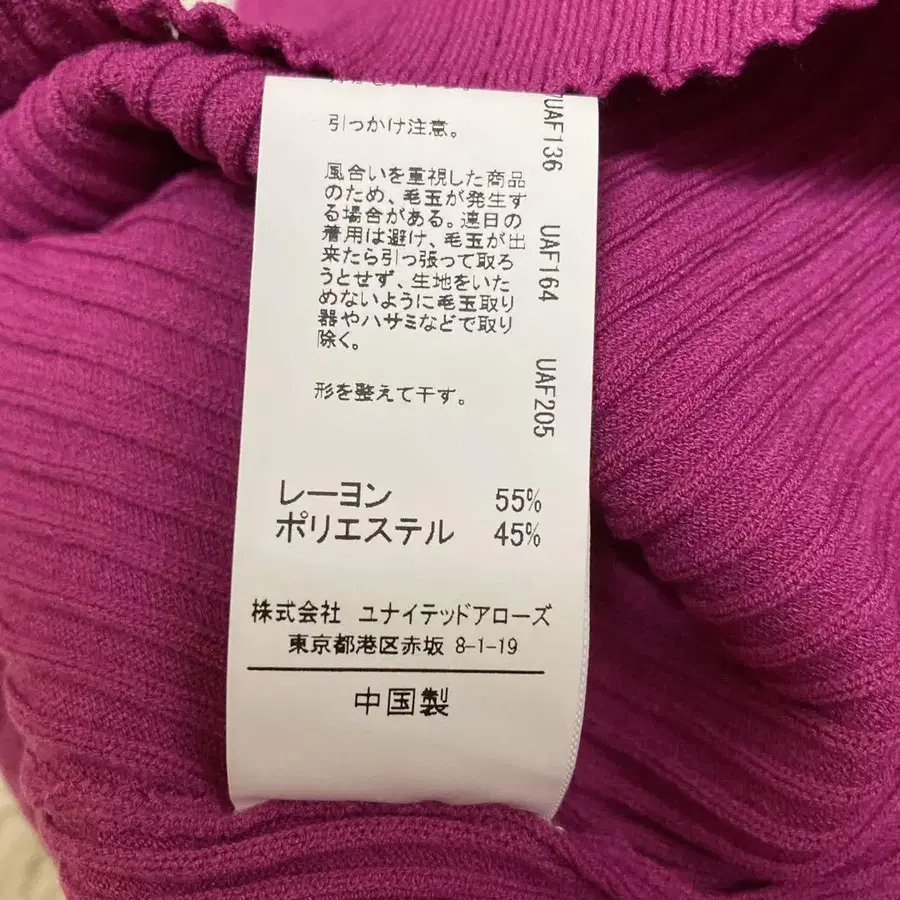 引っかけ注意。
風合いを重視した商品
のため、毛玉が発生す
る場合がある。連日の
着用は避け、毛玉が出
来たら引っ張って取ろ
うとせず、生地をいた
めないように毛玉取り
器やハサミなどで取り
除く。
形を整えて干す。
UAF136
UAF164
UAF205
レーヨン 55%
ポリエステル 45%
株式会社 ユナイテッドアローズ
東京都港区赤坂 8-1-19
中国製